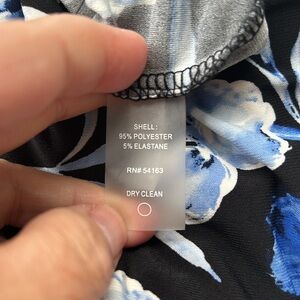 SHELL:
95% POLYESTER
5% ELASTANE
RN# 54163
DRY CLEAN